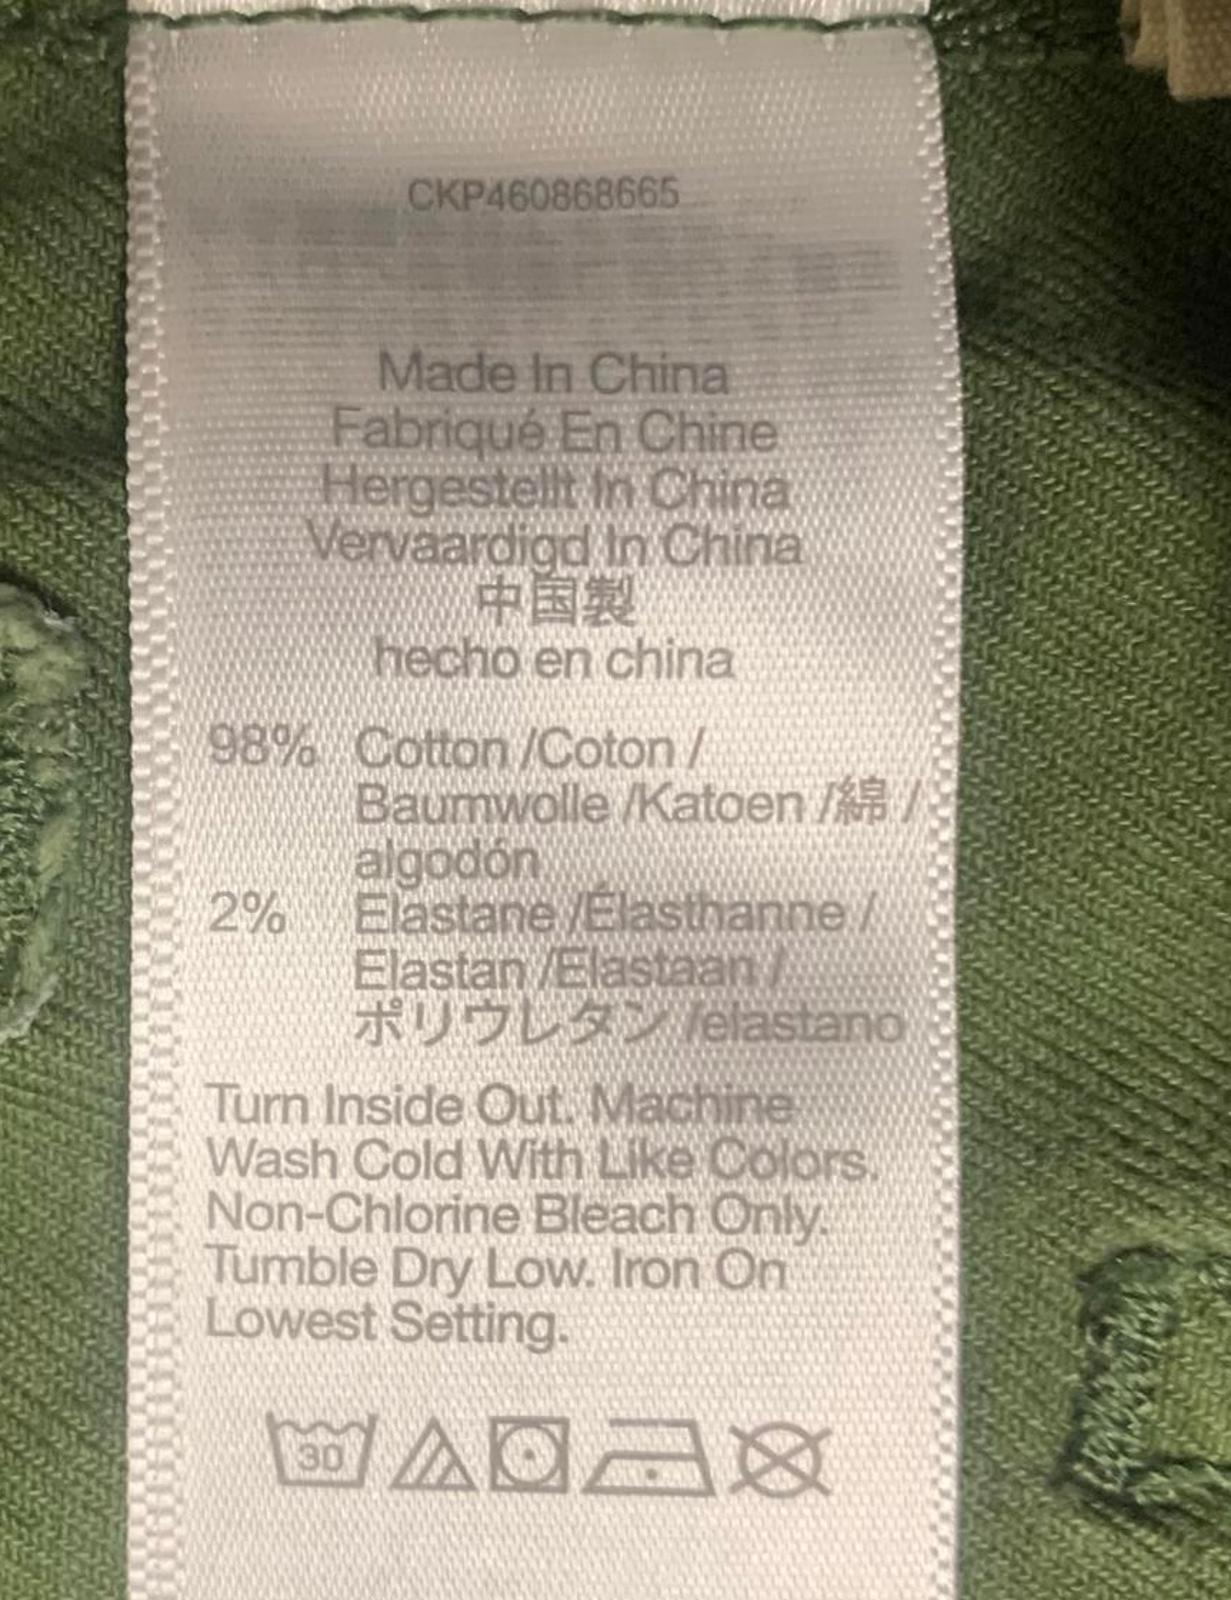 CKP460868665
Made In China
Fabriqué En Chine
Hergestellt In China
Vervaardigd In China
中国製
hecho en china
98% Cotton /Coton /
Baumwolle /Katoen /綿 /
algodón
2% Elastane /Élasthanne /
Elastan /Elastaan /
ポリウレタン /elastano
Turn Inside Out. Machine
Wash Cold With Like Colors.
Non-Chlorine Bleach Only.
Tumble Dry Low. Iron On
Lowest Setting.
30